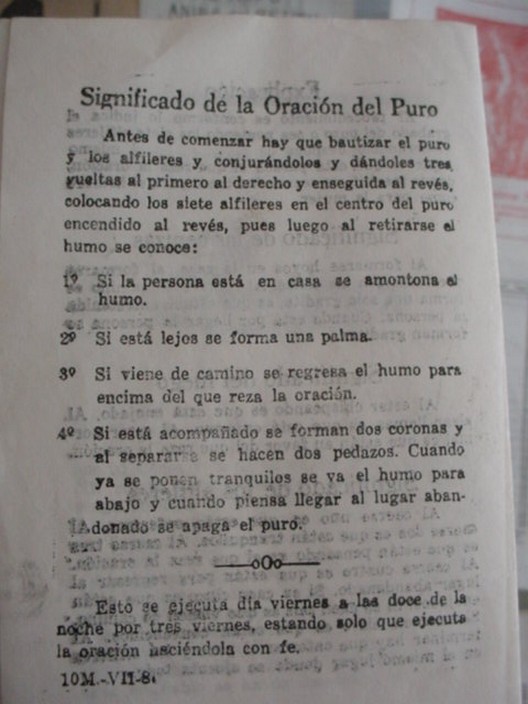 Significado de la Oración del Puro
Antes de comenzar hay que bautizar el puro
y los alfileres y conjurándolos y dándoles tres
vueltas al primero al derecho y enseguida al revés,
colocando los siete alfileres en el centro del puro
encendido al revés, pues luego al retirarse el
humo se conoce:
1º Si la persona está en casa se amontona el
humo.
2º Si está lejos se forma una palma.
3º Si viene de camino se regresa el humo para
encima del que reza la oración.
4º Si está acompañado se forman dos coronas y
al separarse se hacen dos pedazos. Cuando
ya se ponen tranquilos se va el humo para
abajo y cuando piensa llegar al lugar aban-
donado se apaga el puro.
oOo
Esto se ejecuta día viernes a las doce de la
noche por tres viernes, estando solo que ejecuta
la oración haciéndola con fe.
10M.-VII-8